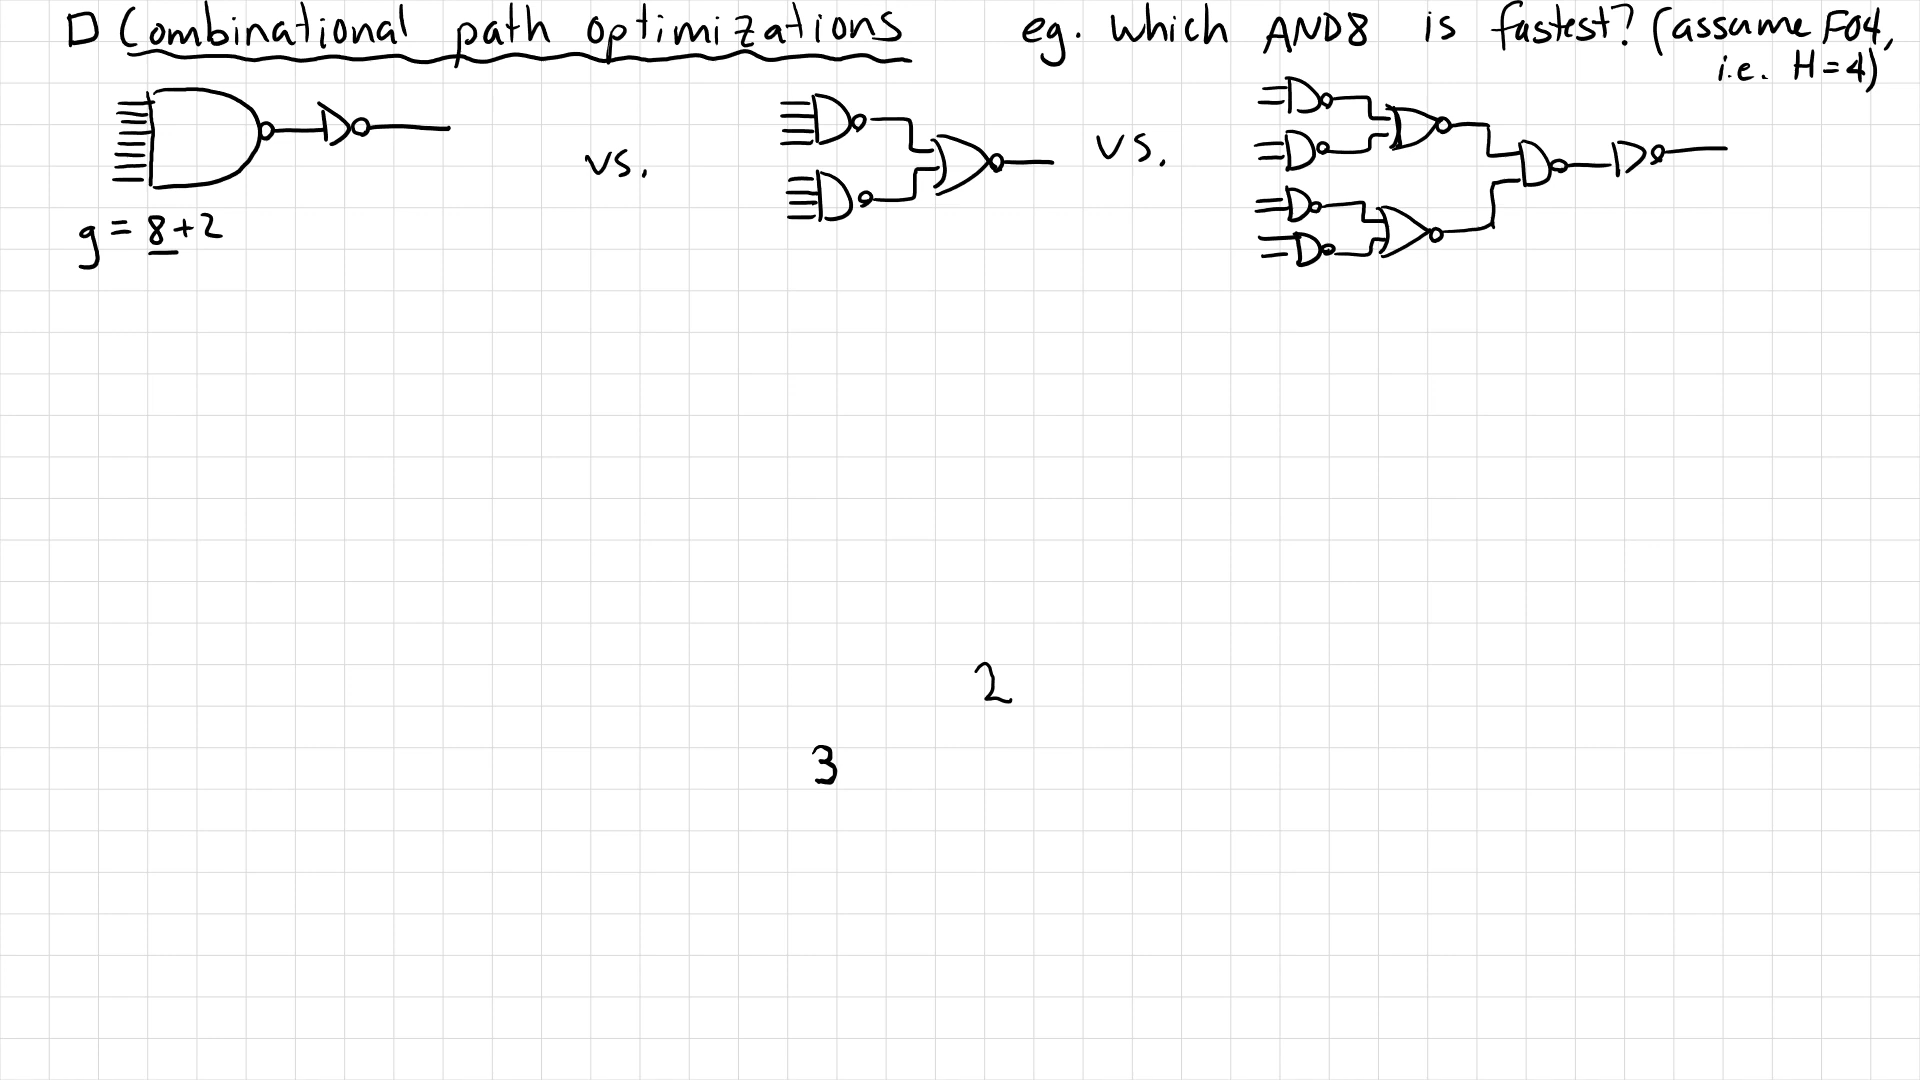 □ Combinational path optimizations eg. which AND8 is fastest? (assume FO4,
i.e. H=4)
vs. vs.
g = 8+2
2
3